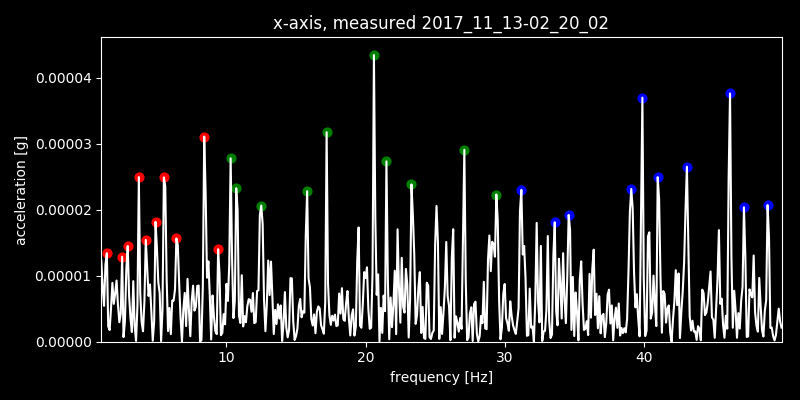 x-axis, measured 2017_11_13-02_20_02
0.00004
0.00003
0.00002
0.00001
0.00000
acceleration [g]
10 20 30 40
frequency [Hz]